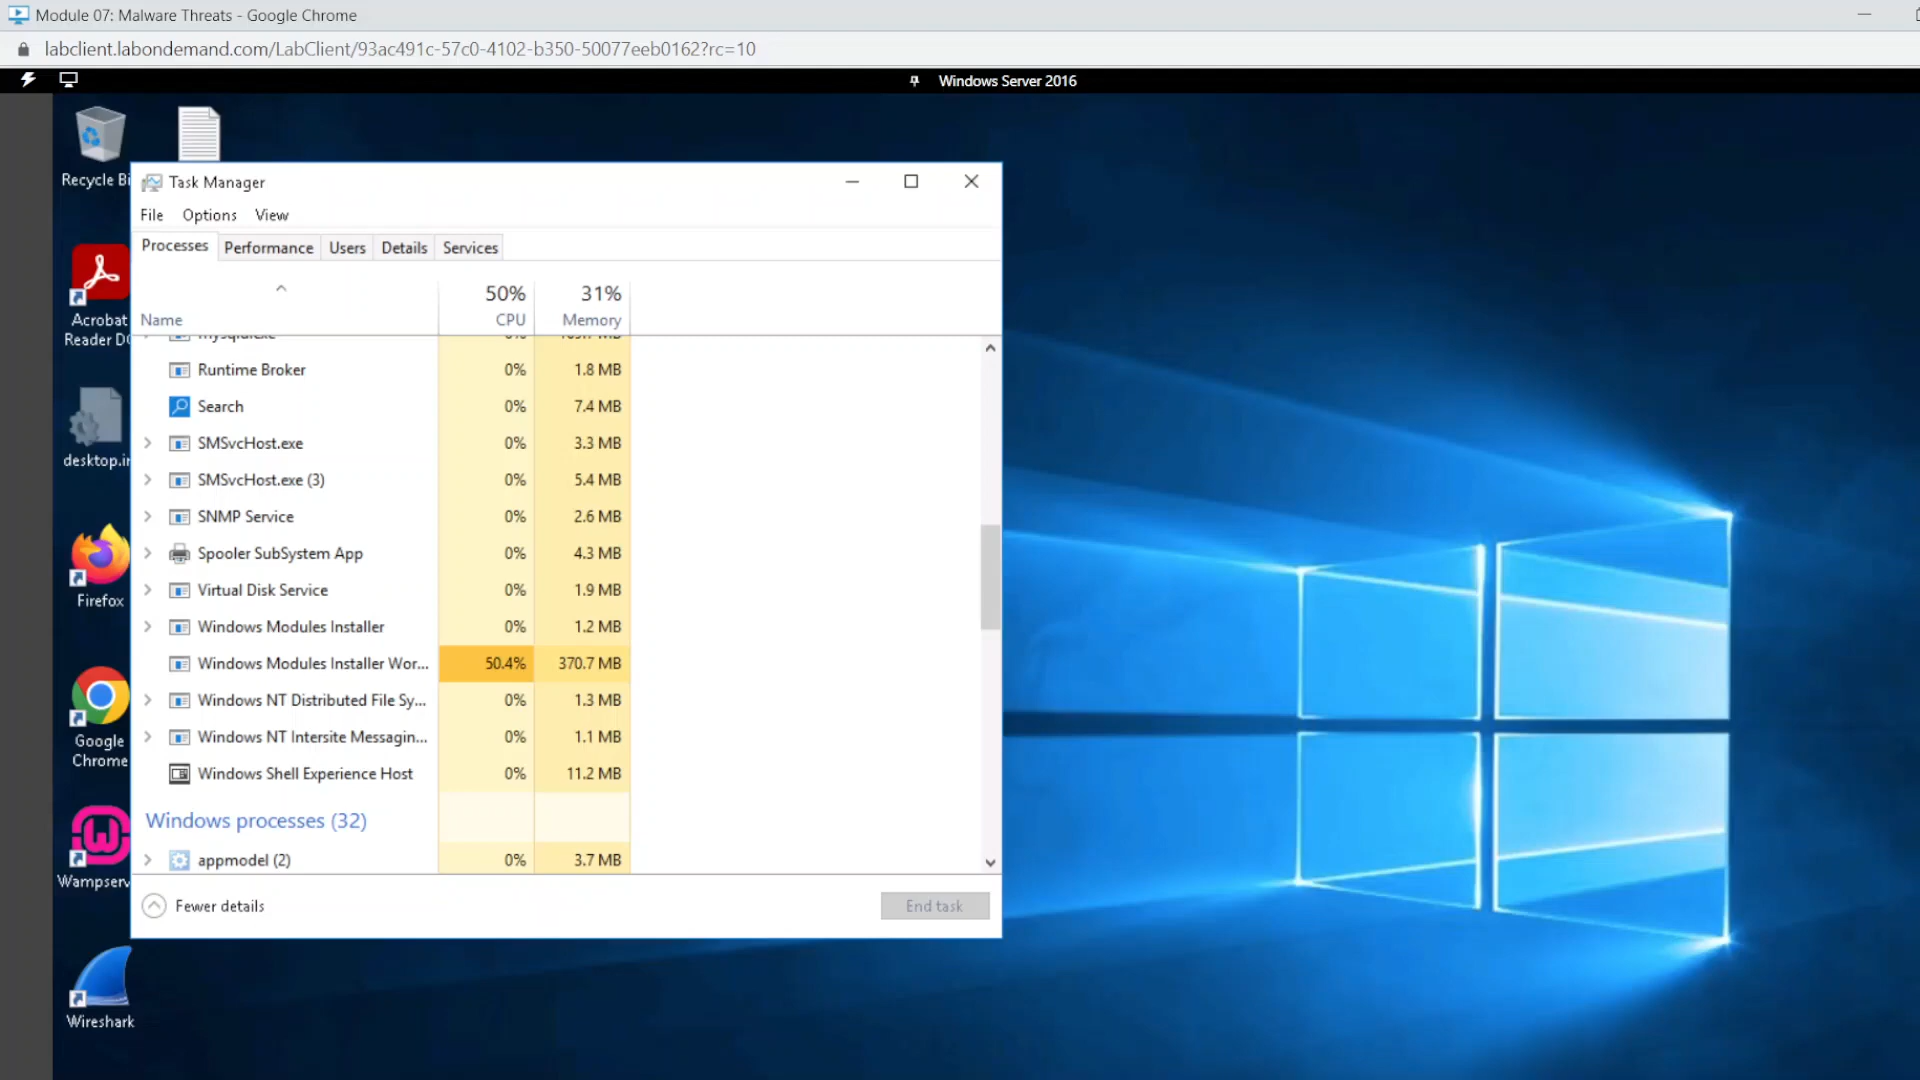 Module 07: Malware Threats - Google Chrome
labclient.labondemand.com/LabClient/93ac491c-57c0-4102-b350-50077eeb0162?rc=10
Windows Server 2016
Recycle Bi
Task Manager
File Options View
Processes Performance Users Details Services
50% 31%
Name CPU Memory
Runtime Broker 0% 1.8 MB
Search 0% 7.4 MB
SMSvcHost.exe 0% 3.3 MB
SMSvcHost.exe (3) 0% 5.4 MB
SNMP Service 0% 2.6 MB
Spooler SubSystem App 0% 4.3 MB
Virtual Disk Service 0% 1.9 MB
Windows Modules Installer 0% 1.2 MB
Windows Modules Installer Wor... 50.4% 370.7 MB
Windows NT Distributed File Sy... 0% 1.3 MB
Windows NT Intersite Messagin... 0% 1.1 MB
Windows Shell Experience Host 0% 11.2 MB
Windows processes (32)
appmodel (2) 0% 3.7 MB
Fewer details End task
Acrobat
Reader D
desktop.in
Firefox
Google
Chrome
Wampserv
Wireshark